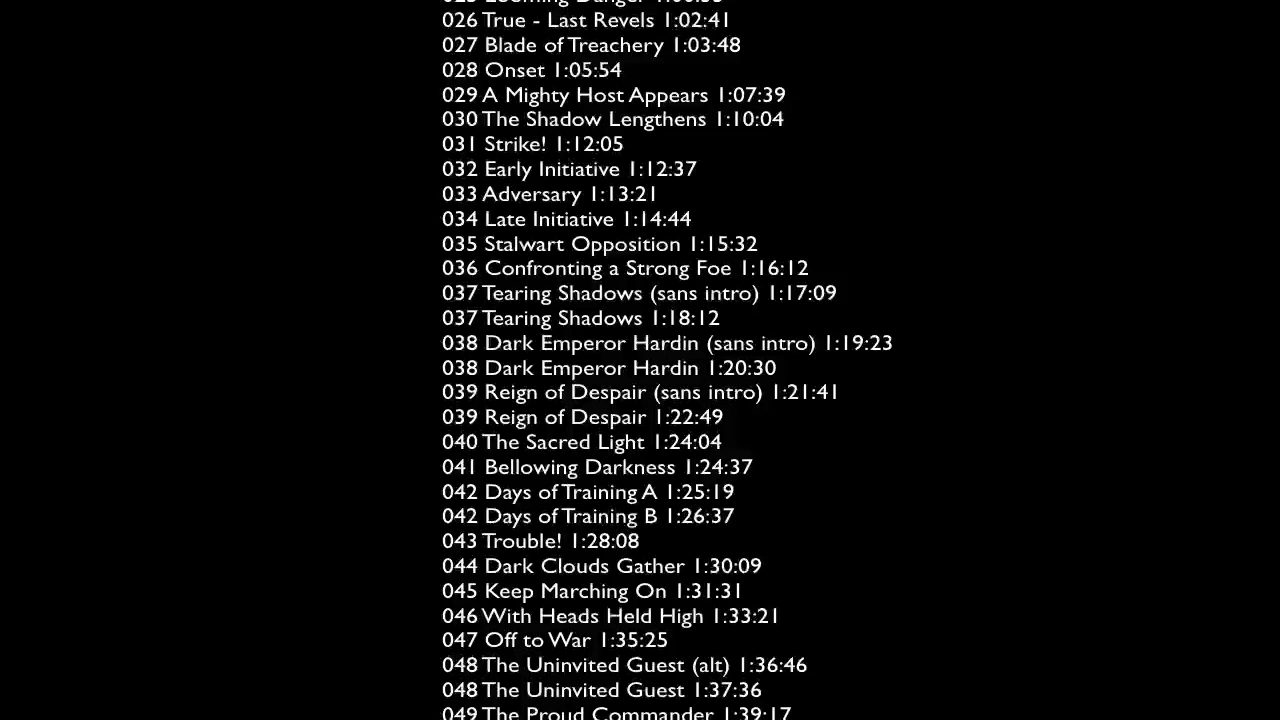 026 True - Last Revels 1:02:41
027 Blade of Treachery 1:03:48
028 Onset 1:05:54
029 A Mighty Host Appears 1:07:39
030 The Shadow Lengthens 1:10:04
031 Strike! 1:12:05
032 Early Initiative 1:12:37
033 Adversary 1:13:21
034 Late Initiative 1:14:44
035 Stalwart Opposition 1:15:32
036 Confronting a Strong Foe 1:16:12
037 Tearing Shadows (sans intro) 1:17:09
037 Tearing Shadows 1:18:12
038 Dark Emperor Hardin (sans intro) 1:19:23
038 Dark Emperor Hardin 1:20:30
039 Reign of Despair (sans intro) 1:21:41
039 Reign of Despair 1:22:49
040 The Sacred Light 1:24:04
041 Bellowing Darkness 1:24:37
042 Days of Training A 1:25:19
042 Days of Training B 1:26:37
043 Trouble! 1:28:08
044 Dark Clouds Gather 1:30:09
045 Keep Marching On 1:31:31
046 With Heads Held High 1:33:21
047 Off to War 1:35:25
048 The Uninvited Guest (alt) 1:36:46
048 The Uninvited Guest 1:37:36
049 The Proud Commander 1:39:17